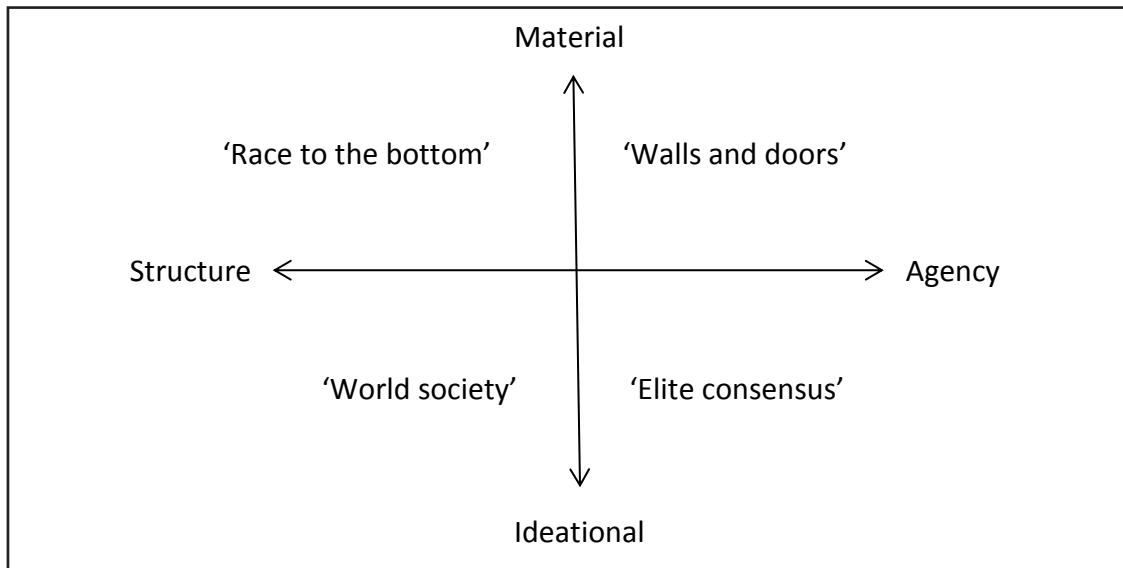 Material
‘Race to the bottom’ ‘Walls and doors’
Structure Agency
‘World society’ ‘Elite consensus’
Ideational